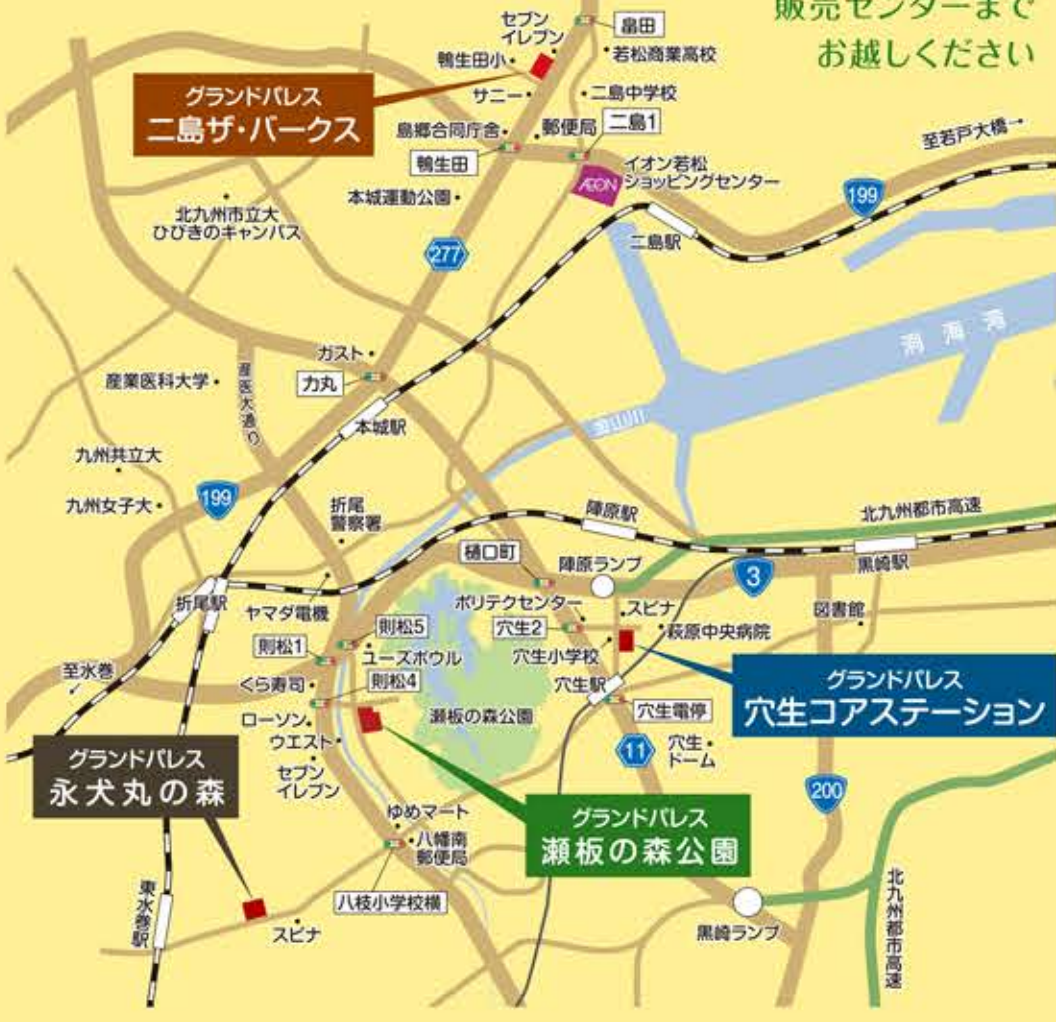 販売センターまで
お越しください
セブン
イレブン
畠田
鴨生田小
若松商業高校
グランドパレス
二島ザ・パークス
サニー
二島中学校
島郷合同庁舎
郵便局
二島1
鴨生田
イオン若松
ショッピングセンター
ÆON
至若戸大橋→
199
本城運動公園
北九州市立大
ひびきのキャンパス
277
二島駅
洞海湾
ガスト
力丸
産業医科大学
産医大通り
本城駅
金山川
九州共立大
九州女子大
199
折尾
警察署
陣原駅
北九州都市高速
樋口町
陣原ランプ
3
黒崎駅
折尾駅
ヤマダ電機
ポリテクセンター
スピナ
図書館
則松5
穴生2
萩原中央病院
則松1
ユーズボウル
穴生小学校
至水巻
くら寿司
則松4
穴生駅
グランドパレス
穴生コアステーション
ローソン
瀬板の森公園
穴生電停
ウエスト
11
穴生
ドーム
グランドパレス
永犬丸の森
セブン
イレブン
200
ゆめマート
グランドパレス
瀬板の森公園
八幡南
郵便局
東水巻駅
八枝小学校横
スピナ
黒崎ランプ
北九州都市高速